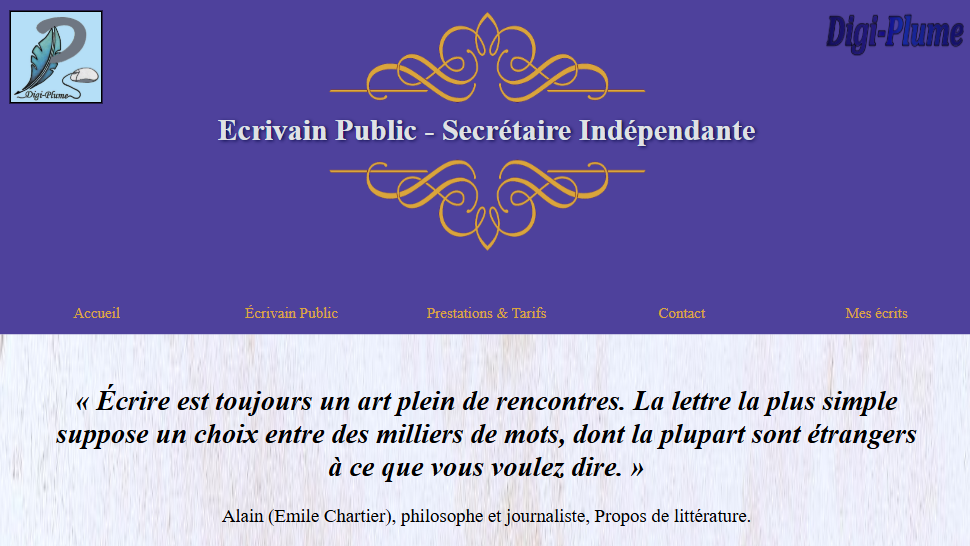 Digi-Plume
Digi-Plume
Ecrivain Public - Secrétaire Indépendante
Accueil
Écrivain Public
Prestations & Tarifs
Contact
Mes écrits
« Écrire est toujours un art plein de rencontres. La lettre la plus simple
suppose un choix entre des milliers de mots, dont la plupart sont étrangers
à ce que vous voulez dire. »
Alain (Emile Chartier), philosophe et journaliste, Propos de littérature.